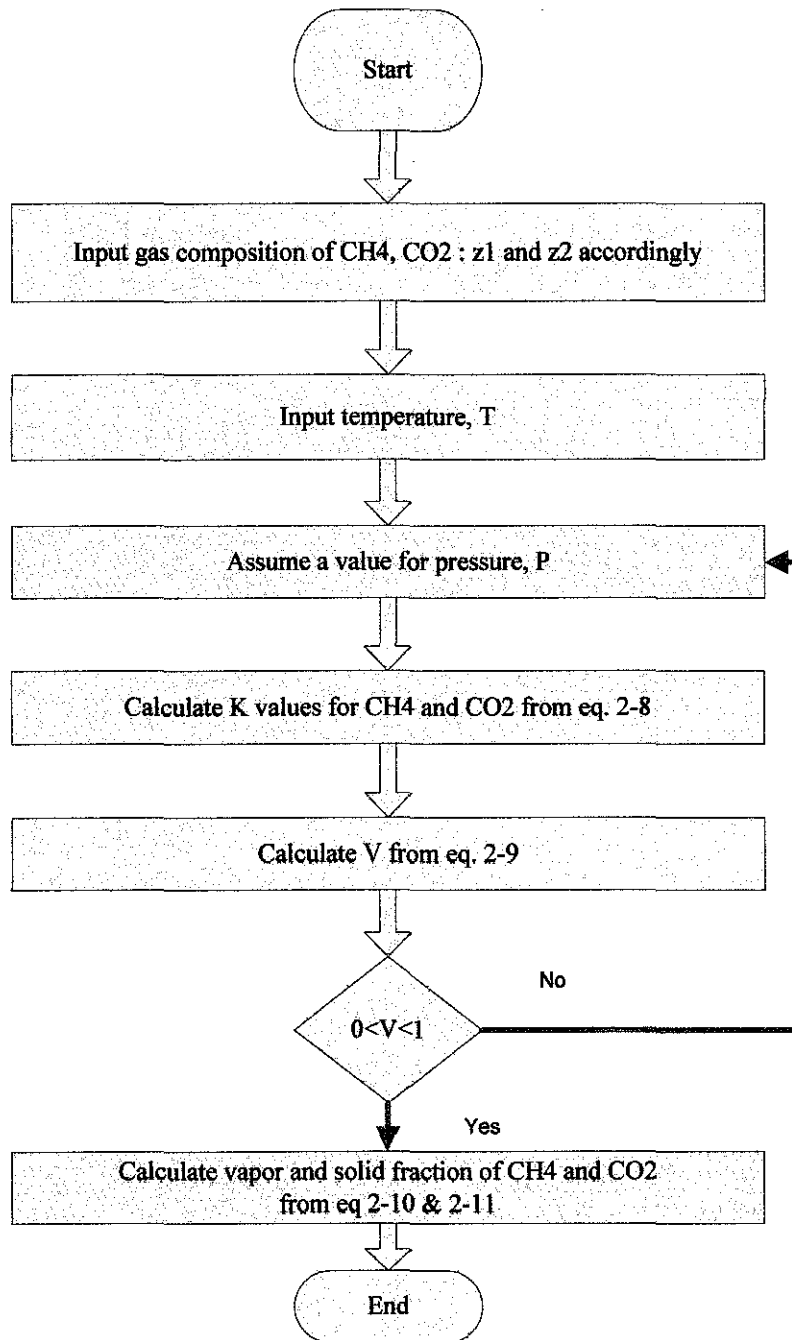 Start
Input gas composition of CH4, CO2 : z1 and z2 accordingly
Input temperature, T
Assume a value for pressure, P
Calculate K values for CH4 and CO2 from eq. 2-8
Calculate V from eq. 2-9
0<V<1
No
Yes
Calculate vapor and solid fraction of CH4 and CO2
from eq 2-10 & 2-11
End